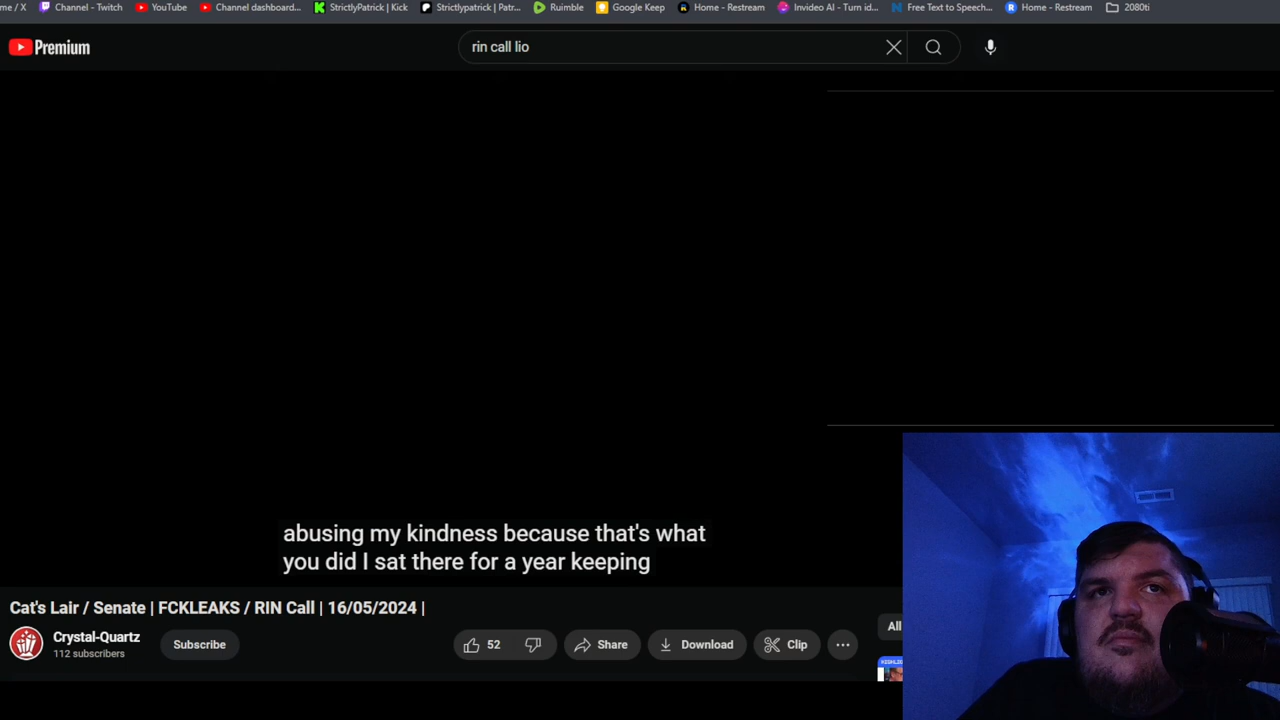 me / X Channel - Twitch YouTube Channel dashboard... StrictlyPatrick | Kick Strictlypatrick | Patr... Rumble Google Keep Home - Restream Invideo AI - Turn id... Free Text to Speech... Home - Restream 2080ti
Premium
rin call lio
abusing my kindness because that's what
you did I sat there for a year keeping
Cat's Lair / Senate | FCKLEAKS / RIN Call | 16/05/2024 |
Crystal-Quartz
112 subscribers
Subscribe
52
Share
Download
Clip
All